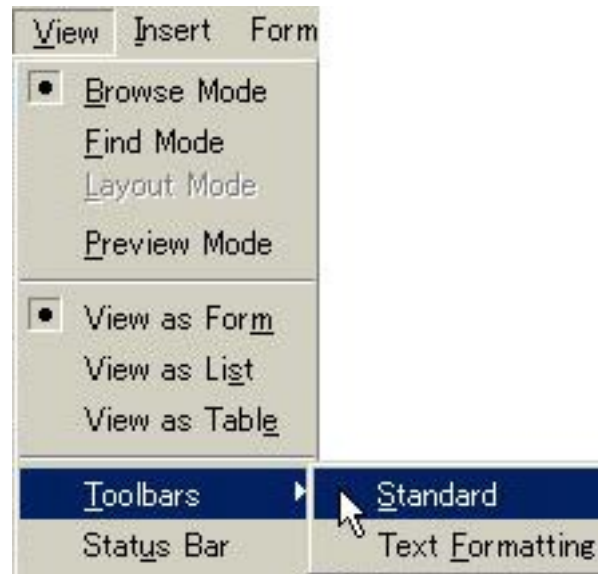 View Insert Form
Browse Mode
Find Mode
Layout Mode
Preview Mode
View as Form
View as List
View as Table
Toolbars Standard
Status Bar Text Formatting